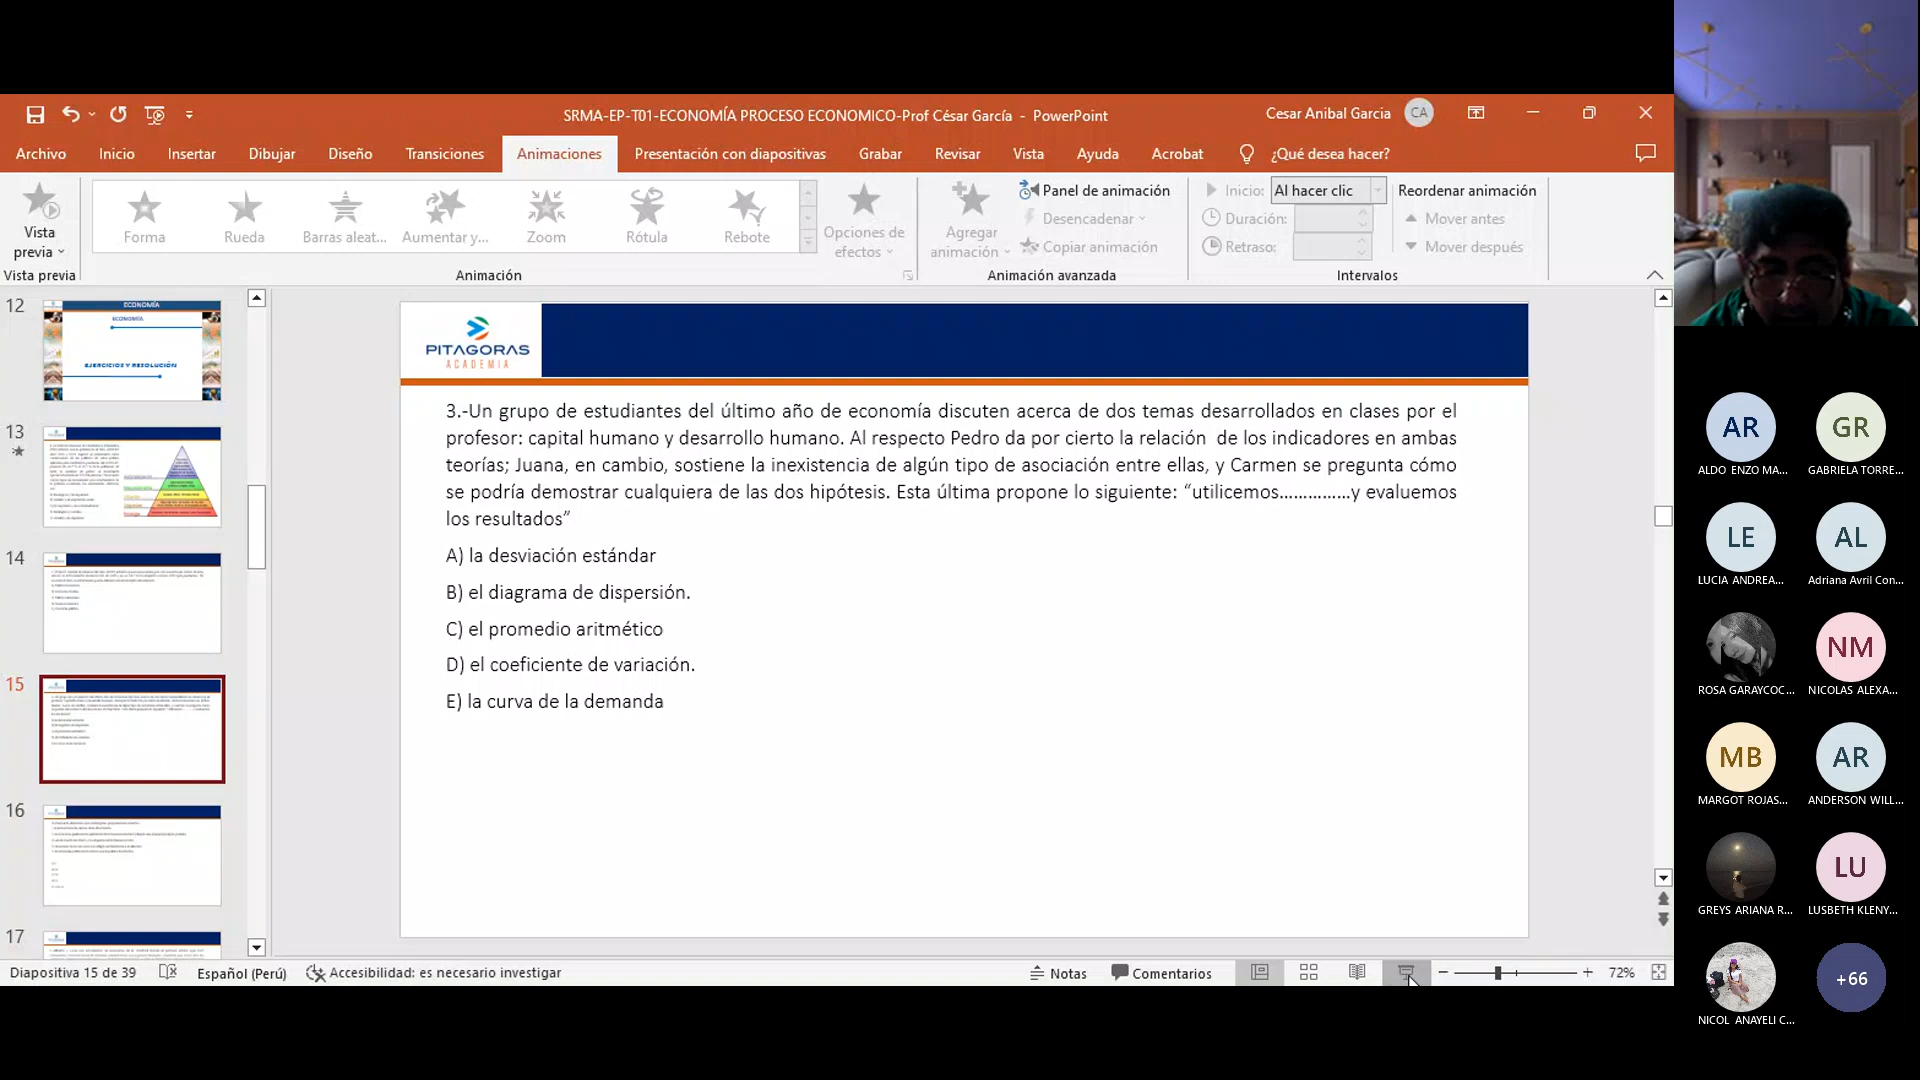 SRMA-EP-T01-ECONOMÍA PROCESO ECONOMICO-Prof César García - PowerPoint
Cesar Anibal Garcia
CA
Archivo
Inicio
Insertar
Dibujar
Diseño
Transiciones
Animaciones
Presentación con diapositivas
Grabar
Revisar
Vista
Ayuda
Acrobat
¿Qué desea hacer?
Vista previa
Forma
Rueda
Barras aleat...
Aumentar y...
Zoom
Rótula
Rebote
Opciones de efectos
Agregar animación
Panel de animación
Desencadenar
Copiar animación
Inicio: Al hacer clic
Duración:
Retraso:
Reordenar animación
Mover antes
Mover después
Vista previa
Animación
Animación avanzada
Intervalos
12
ECONOMÍA
ECONOMÍA
EJERCICIOS Y RESOLUCIÓN
13
14
15
16
17
PITAGORAS
ACADEMIA
3.-Un grupo de estudiantes del último año de economía discuten acerca de dos temas desarrollados en clases por el
profesor: capital humano y desarrollo humano. Al respecto Pedro da por cierto la relación de los indicadores en ambas
teorías; Juana, en cambio, sostiene la inexistencia de algún tipo de asociación entre ellas, y Carmen se pregunta cómo
se podría demostrar cualquiera de las dos hipótesis. Esta última propone lo siguiente: “utilicemos……………y evaluemos
los resultados”
A) la desviación estándar
B) el diagrama de dispersión.
C) el promedio aritmético
D) el coeficiente de variación.
E) la curva de la demanda
Diapositiva 15 de 39
Español (Perú)
Accesibilidad: es necesario investigar
Notas
Comentarios
72%
AR
ALDO ENZO MA...
GR
GABRIELA TORRE...
LE
LUCIA ANDREA...
AL
Adriana Avril Con...
ROSA GARAYCOC...
NM
NICOLAS ALEXA...
MB
MARGOT ROJAS...
AR
ANDERSON WILL...
GREYS ARIANA R...
LU
LUSBETH KLENY...
NICOL ANAYELI C...
+66